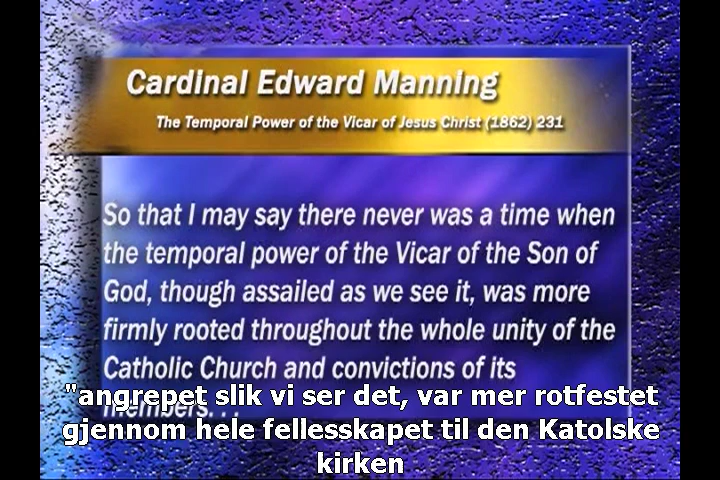 Cardinal Edward Manning
The Temporal Power of the Vicar of Jesus Christ (1862) 231
So that I may say there never was a time when
the temporal power of the Vicar of the Son of
God, though assailed as we see it, was more
firmly rooted throughout the whole unity of the
Catholic Church and convictions of its
members. . .
"angrepet slik vi ser det, var mer rotfestet
gjennom hele fellesskapet til den Katolske
kirken